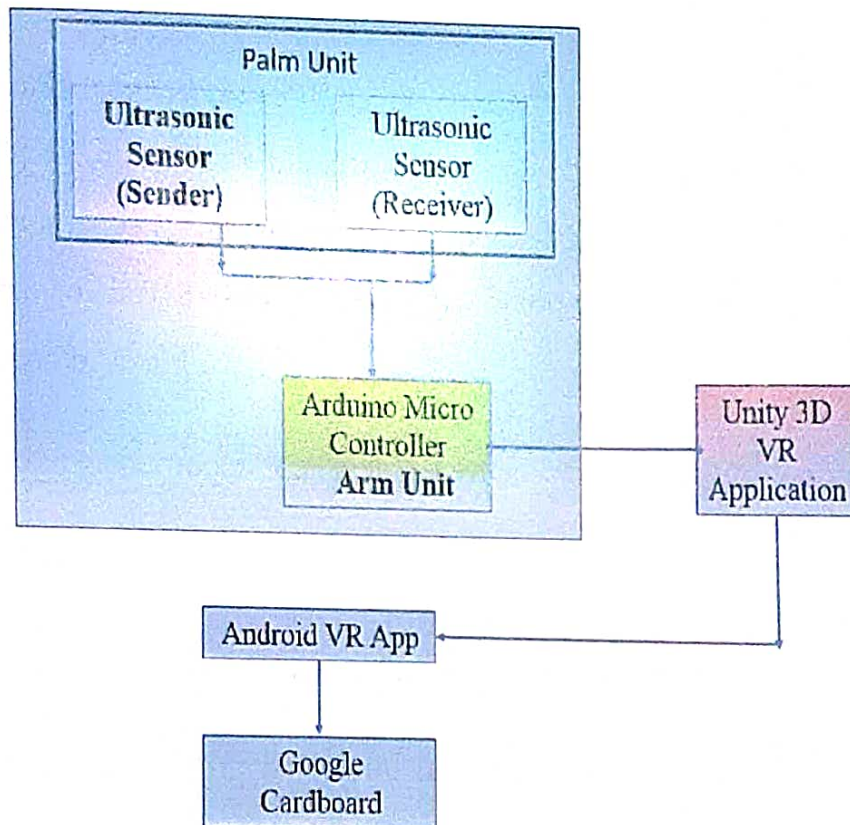 Palm Unit
Ultrasonic
Sensor
(Sender)
Ultrasonic
Sensor
(Receiver)
Arduino Micro
Controller
Arm Unit
Unity 3D
VR
Application
Android VR App
Google
Cardboard